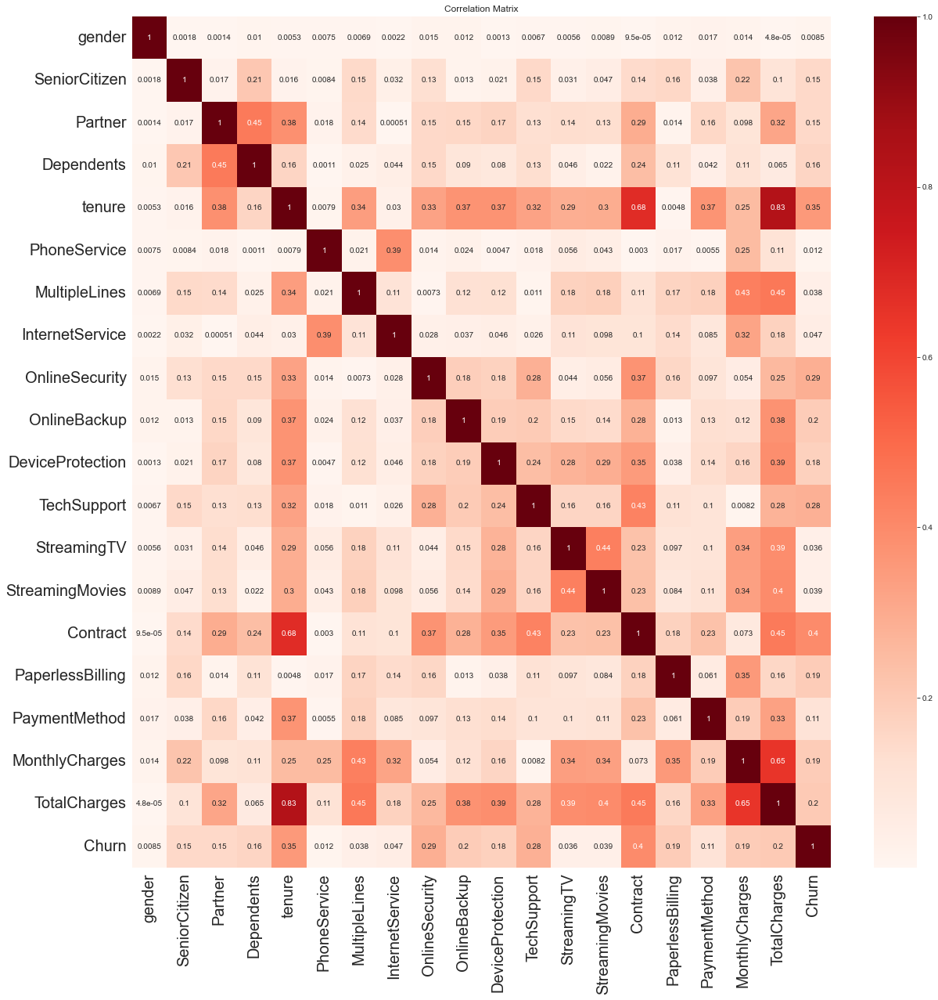 Correlation Matrix
gender 1 0.0018 0.0014 0.01 0.0053 0.0075 0.0069 0.0022 0.015 0.012 0.0013 0.0067 0.0056 0.0089 9.5e-05 0.012 0.017 0.014 4.8e-05 0.0085
SeniorCitizen 0.0018 1 0.017 0.21 0.016 0.0084 0.15 0.032 0.13 0.013 0.021 0.15 0.031 0.047 0.14 0.16 0.038 0.22 0.1 0.15
Partner 0.0014 0.017 1 0.45 0.38 0.018 0.14 0.00051 0.15 0.15 0.17 0.13 0.14 0.13 0.29 0.014 0.16 0.098 0.32 0.15
Dependents 0.01 0.21 0.45 1 0.16 0.0011 0.025 0.044 0.15 0.09 0.08 0.13 0.046 0.022 0.24 0.11 0.042 0.11 0.065 0.16
tenure 0.0053 0.016 0.38 0.16 1 0.0079 0.34 0.03 0.33 0.37 0.37 0.32 0.29 0.3 0.68 0.0048 0.37 0.25 0.83 0.35
PhoneService 0.0075 0.0084 0.018 0.0011 0.0079 1 0.021 0.39 0.014 0.024 0.0047 0.018 0.056 0.043 0.003 0.017 0.0055 0.25 0.11 0.012
MultipleLines 0.0069 0.15 0.14 0.025 0.34 0.021 1 0.11 0.0073 0.12 0.12 0.011 0.18 0.18 0.11 0.17 0.18 0.43 0.45 0.038
InternetService 0.0022 0.032 0.00051 0.044 0.03 0.39 0.11 1 0.028 0.037 0.046 0.026 0.11 0.098 0.1 0.14 0.085 0.32 0.18 0.047
OnlineSecurity 0.015 0.13 0.15 0.15 0.33 0.014 0.0073 0.028 1 0.18 0.18 0.28 0.044 0.056 0.37 0.16 0.097 0.054 0.25 0.29
OnlineBackup 0.012 0.013 0.15 0.09 0.37 0.024 0.12 0.037 0.18 1 0.19 0.2 0.15 0.14 0.28 0.013 0.13 0.12 0.38 0.2
DeviceProtection 0.0013 0.021 0.17 0.08 0.37 0.0047 0.12 0.046 0.18 0.19 1 0.24 0.28 0.29 0.35 0.038 0.14 0.16 0.39 0.18
TechSupport 0.0067 0.15 0.13 0.13 0.32 0.018 0.011 0.026 0.28 0.2 0.24 1 0.16 0.16 0.43 0.11 0.1 0.0082 0.28 0.28
StreamingTV 0.0056 0.031 0.14 0.046 0.29 0.056 0.18 0.11 0.044 0.15 0.28 0.16 1 0.44 0.23 0.097 0.1 0.34 0.39 0.036
StreamingMovies 0.0089 0.047 0.13 0.022 0.3 0.043 0.18 0.098 0.056 0.14 0.29 0.16 0.44 1 0.23 0.084 0.11 0.34 0.4 0.039
Contract 9.5e-05 0.14 0.29 0.24 0.68 0.003 0.11 0.1 0.37 0.28 0.35 0.43 0.23 0.23 1 0.18 0.23 0.073 0.45 0.4
PaperlessBilling 0.012 0.16 0.014 0.11 0.0048 0.017 0.17 0.14 0.16 0.013 0.038 0.11 0.097 0.084 0.18 1 0.061 0.35 0.16 0.19
PaymentMethod 0.017 0.038 0.16 0.042 0.37 0.0055 0.18 0.085 0.097 0.13 0.14 0.1 0.1 0.11 0.23 0.061 1 0.19 0.33 0.11
MonthlyCharges 0.014 0.22 0.098 0.11 0.25 0.25 0.43 0.32 0.054 0.12 0.16 0.0082 0.34 0.34 0.073 0.35 0.19 1 0.65 0.19
TotalCharges 4.8e-05 0.1 0.32 0.065 0.83 0.11 0.45 0.18 0.25 0.38 0.39 0.28 0.39 0.4 0.45 0.16 0.33 0.65 1 0.2
Churn 0.0085 0.15 0.15 0.16 0.35 0.012 0.038 0.047 0.29 0.2 0.18 0.28 0.036 0.039 0.4 0.19 0.11 0.19 0.2 1
gender
SeniorCitizen
Partner
Dependents
tenure
PhoneService
MultipleLines
InternetService
OnlineSecurity
OnlineBackup
DeviceProtection
TechSupport
StreamingTV
StreamingMovies
Contract
PaperlessBilling
PaymentMethod
MonthlyCharges
TotalCharges
Churn
1.0
0.8
0.6
0.4
0.2